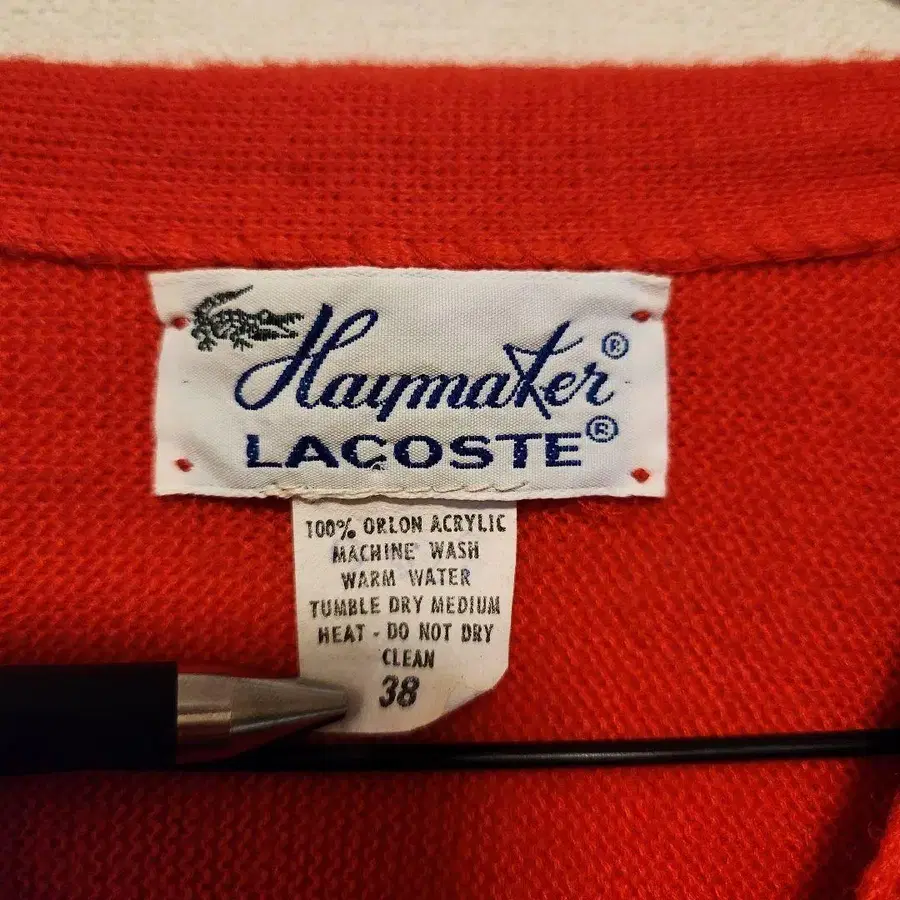 Haymaker®
LACOSTE®
100% ORLON ACRYLIC
MACHINE WASH
WARM WATER
TUMBLE DRY MEDIUM
HEAT - DO NOT DRY
CLEAN
38